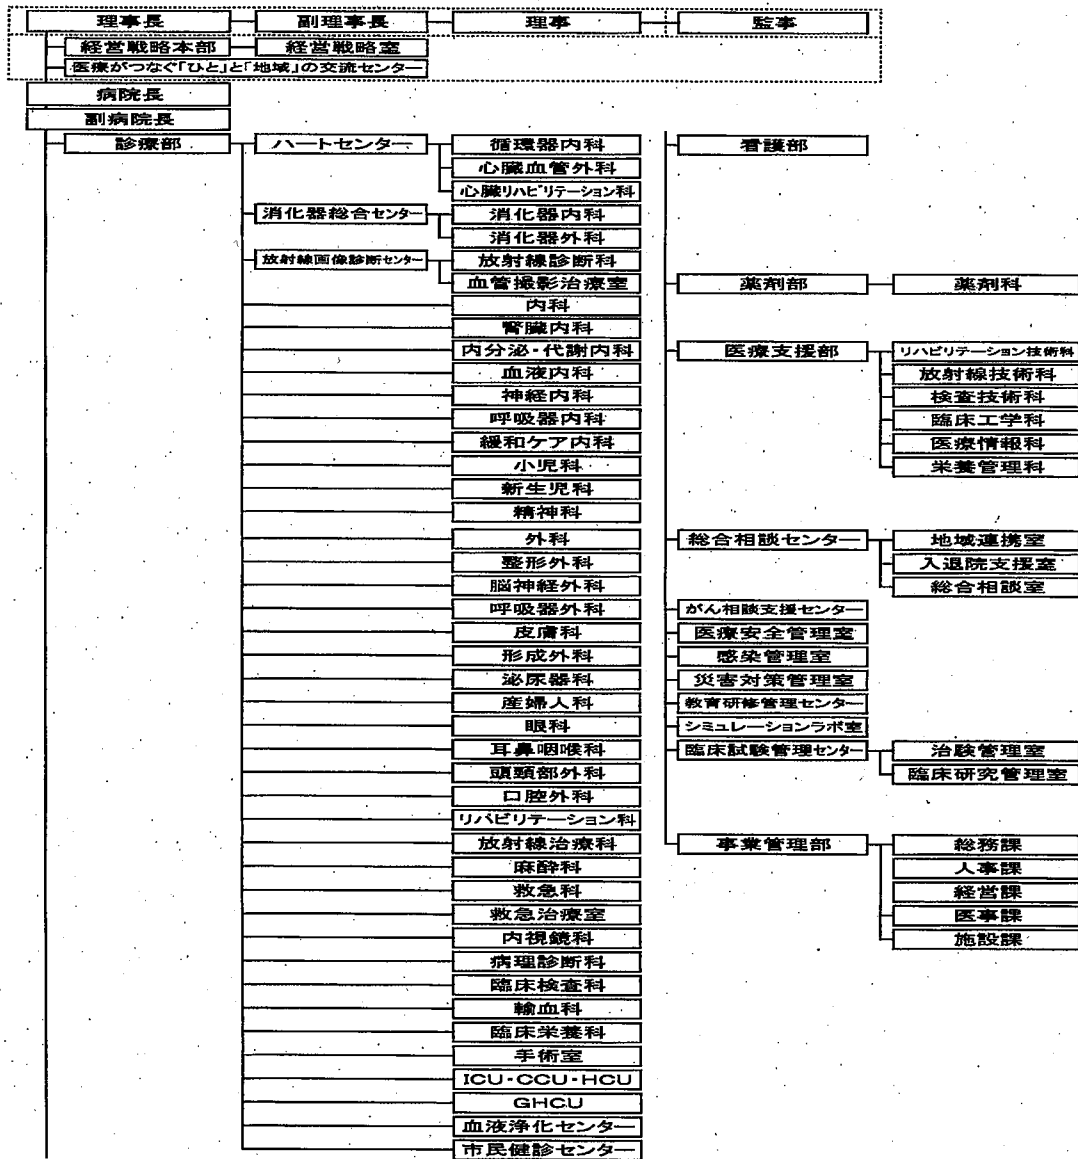 理事長 副理事長 理事 監事
経営戦略本部 経営戦略室
医療がつなぐ「ひと」と「地域」の交流センター
病院長
副病院長
診療部 ハートセンター 循環器内科
心臓血管外科
心臓リハビリテーション科
消化器総合センター 消化器内科
消化器外科
放射線画像診断センター 放射線診断科
血管撮影治療室
内科
腎臓内科
内分泌・代謝内科
血液内科
神経内科
呼吸器内科
緩和ケア内科
小児科
新生児科
精神科
外科
整形外科
脳神経外科
呼吸器外科
皮膚科
形成外科
泌尿器科
産婦人科
眼科
耳鼻咽喉科
頭頸部外科
口腔外科
リハビリテーション科
放射線治療科
麻酔科
救急科
救急治療室
内視鏡科
病理診断科
臨床検査科
輸血科
臨床栄養科
手術室
ICU・CCU・HCU
GHCU
血液浄化センター
市民健診センター
看護部
薬剤部 薬剤科
医療支援部 リハビリテーション技術科
放射線技術科
検査技術科
臨床工学科
医療情報科
栄養管理科
総合相談センター 地域連携室
入退院支援室
総合相談室
がん相談支援センター
医療安全管理室
感染管理室
災害対策管理室
教育研修管理センター
シミュレーションラボ室
臨床試験管理センター 治験管理室
臨床研究管理室
事業管理部 総務課
人事課
経営課
医事課
施設課